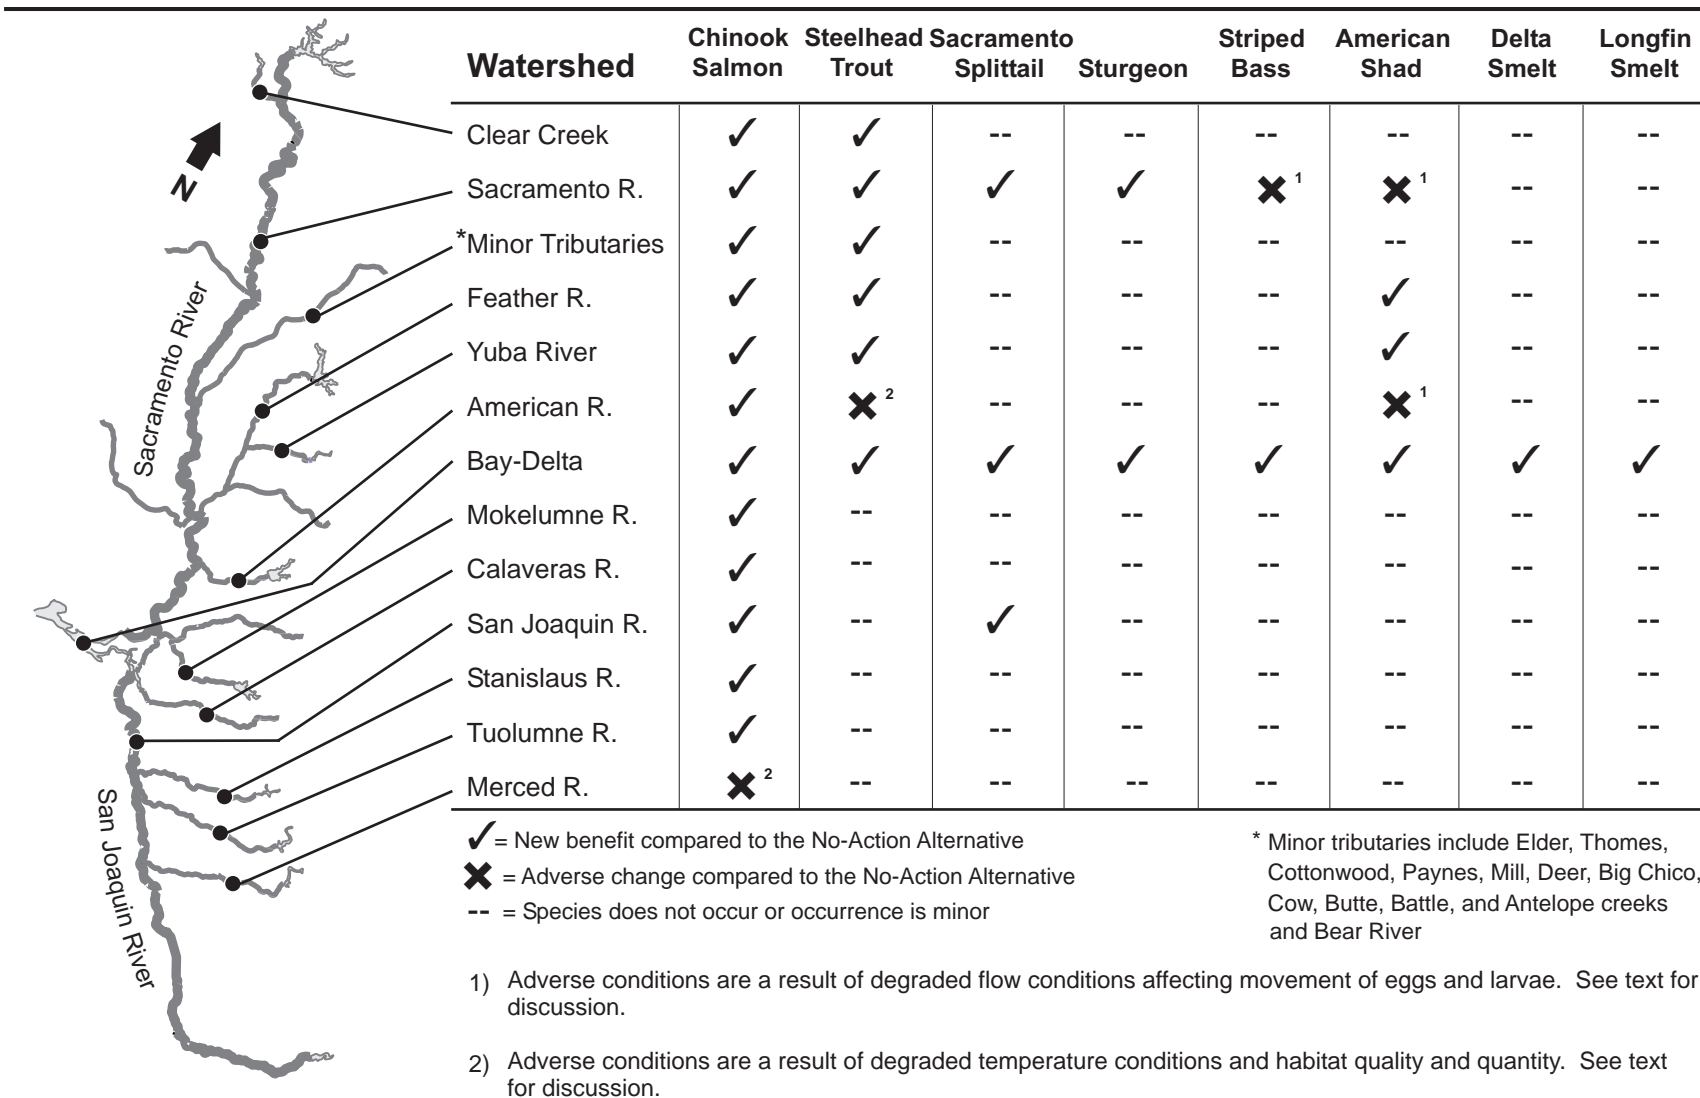 Chinook Steelhead Sacramento Striped American Delta Longfin
Watershed Salmon Trout Splittail Sturgeon Bass Shad Smelt Smelt
Clear Creek ✓ ✓ -- -- -- -- -- --
Sacramento R. ✓ ✓ ✓ ✓ ✖ 1 ✖ 1 -- --
*Minor Tributaries ✓ ✓ -- -- -- -- -- --
Feather R. ✓ ✓ -- -- -- ✓ -- --
Yuba River ✓ ✓ -- -- -- ✓ -- --
American R. ✓ ✖ 2 -- -- -- ✖ 1 -- --
Bay-Delta ✓ ✓ ✓ ✓ ✓ ✓ ✓ ✓
Mokelumne R. ✓ -- -- -- -- -- -- --
Calaveras R. ✓ -- -- -- -- -- -- --
San Joaquin R. ✓ -- ✓ -- -- -- -- --
Stanislaus R. ✓ -- -- -- -- -- -- --
Tuolumne R. ✓ -- -- -- -- -- -- --
Merced R. ✖ 2 -- -- -- -- -- -- --
N
Sacramento River
San Joaquin River
✓ = New benefit compared to the No-Action Alternative
✖ = Adverse change compared to the No-Action Alternative
-- = Species does not occur or occurrence is minor
* Minor tributaries include Elder, Thomes,
Cottonwood, Paynes, Mill, Deer, Big Chico,
Cow, Butte, Battle, and Antelope creeks
and Bear River
1) Adverse conditions are a result of degraded flow conditions affecting movement of eggs and larvae. See text for
discussion.
2) Adverse conditions are a result of degraded temperature conditions and habitat quality and quantity. See text
for discussion.